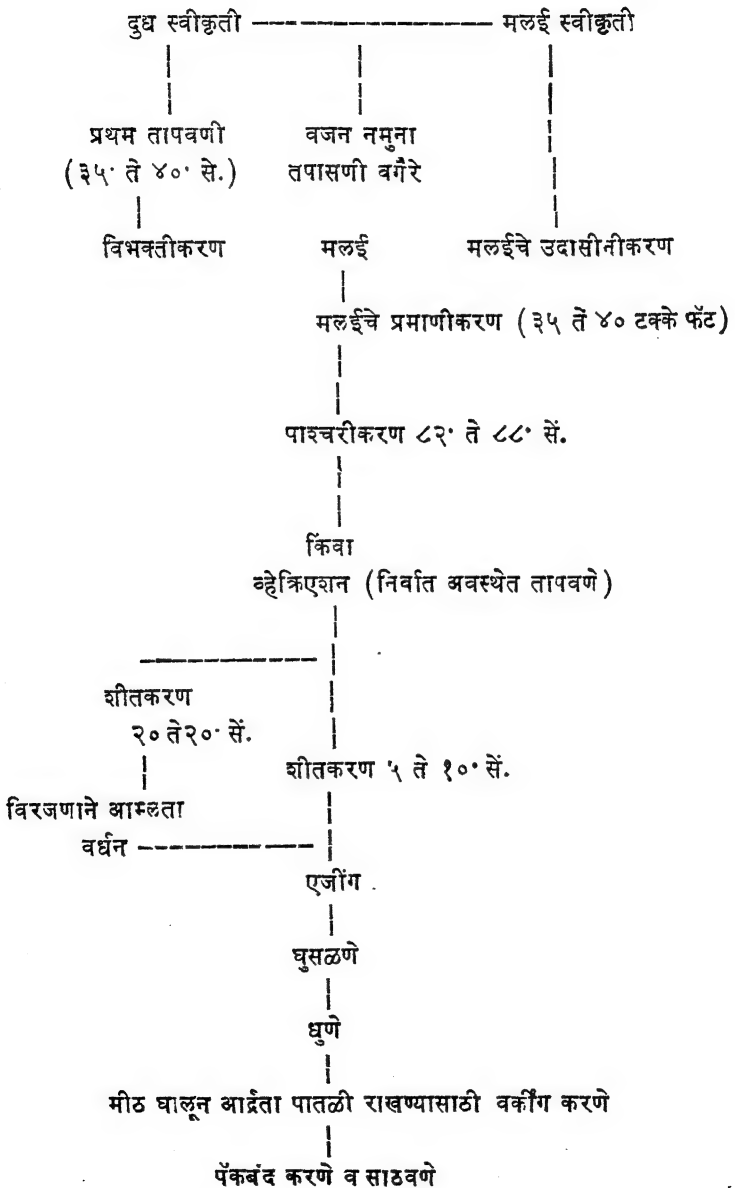 दुध स्वीकृती मलई स्वीकृती
प्रथम तापवणी वजन नमुना
(३५° ते ४०° से.) तपासणी वगैरे
विभक्तीकरण मलई मलईचे उदासीनीकरण
मलईचे प्रमाणीकरण (३५ तें ४० टक्के फॅट)
पाश्चरीकरण ८२° ते ८८° सें.
किंवा
व्हेक्रिएशन (निर्वात अवस्थेत तापवणे)
शीतकरण
२० ते२०° सें.
शीतकरण ५ ते १०° सें.
विरजणाने आम्लता
वर्धन
एजींग
घुसळणे
धुणे
मीठ घालून आर्द्रता पातळी राखण्यासाठी वर्कींग करणे
पॅकबंद करणे व साठवणे